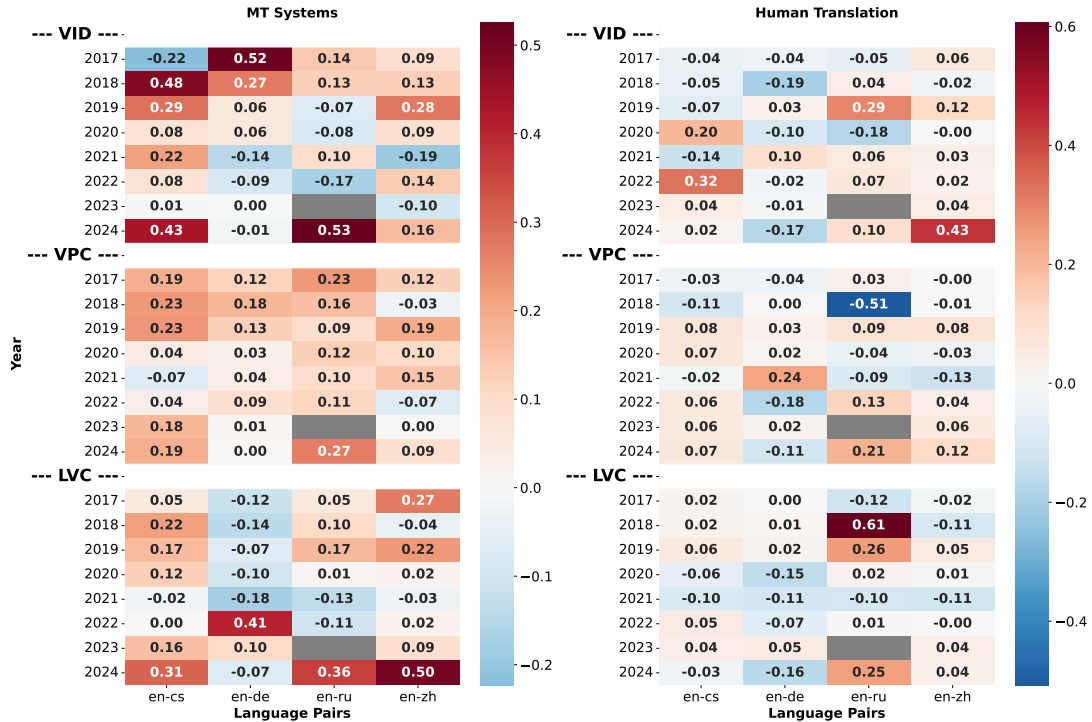 MT Systems
--- VID ---
2017 -0.22 0.52 0.14 0.09
2018 0.48 0.27 0.13 0.13
2019 0.29 0.06 -0.07 0.28
2020 0.08 0.06 -0.08 0.09
2021 0.22 -0.14 0.10 -0.19
2022 0.08 -0.09 -0.17 0.14
2023 0.01 0.00 -0.10
2024 0.43 -0.01 0.53 0.16
--- VPC ---
2017 0.19 0.12 0.23 0.12
2018 0.23 0.18 0.16 -0.03
2019 0.23 0.13 0.09 0.19
2020 0.04 0.03 0.12 0.10
2021 -0.07 0.04 0.10 0.15
2022 0.04 0.09 0.11 -0.07
2023 0.18 0.01 0.00
2024 0.19 0.00 0.27 0.09
--- LVC ---
2017 0.05 -0.12 0.05 0.27
2018 0.22 -0.14 0.10 -0.04
2019 0.17 -0.07 0.17 0.22
2020 0.12 -0.10 0.01 0.02
2021 -0.02 -0.18 -0.13 -0.03
2022 0.00 0.41 -0.11 0.02
2023 0.16 0.10 0.09
2024 0.31 -0.07 0.36 0.50
en-cs en-de en-ru en-zh
Language Pairs
Year
0.5
0.4
0.3
0.2
0.1
0.0
−0.1
−0.2
Human Translation
--- VID ---
2017 -0.04 -0.04 -0.05 0.06
2018 -0.05 -0.19 0.04 -0.02
2019 -0.07 0.03 0.29 0.12
2020 0.20 -0.10 -0.18 -0.00
2021 -0.14 0.10 0.06 0.03
2022 0.32 -0.02 0.07 0.02
2023 0.04 -0.01 0.04
2024 0.02 -0.17 0.10 0.43
--- VPC ---
2017 -0.03 -0.04 0.03 -0.00
2018 -0.11 0.00 -0.51 -0.01
2019 0.08 0.03 0.09 0.08
2020 0.07 0.02 -0.04 -0.03
2021 -0.02 0.24 -0.09 -0.13
2022 0.06 -0.18 0.13 0.04
2023 0.06 0.02 0.06
2024 0.07 -0.11 0.21 0.12
--- LVC ---
2017 0.02 0.00 -0.12 -0.02
2018 0.02 0.01 0.61 -0.11
2019 0.06 0.02 0.26 0.05
2020 -0.06 -0.15 0.02 0.01
2021 -0.10 -0.11 -0.10 -0.11
2022 0.05 -0.07 0.01 -0.00
2023 0.04 0.05 0.04
2024 -0.03 -0.16 0.25 0.04
en-cs en-de en-ru en-zh
Language Pairs
0.6
0.4
0.2
0.0
−0.2
−0.4